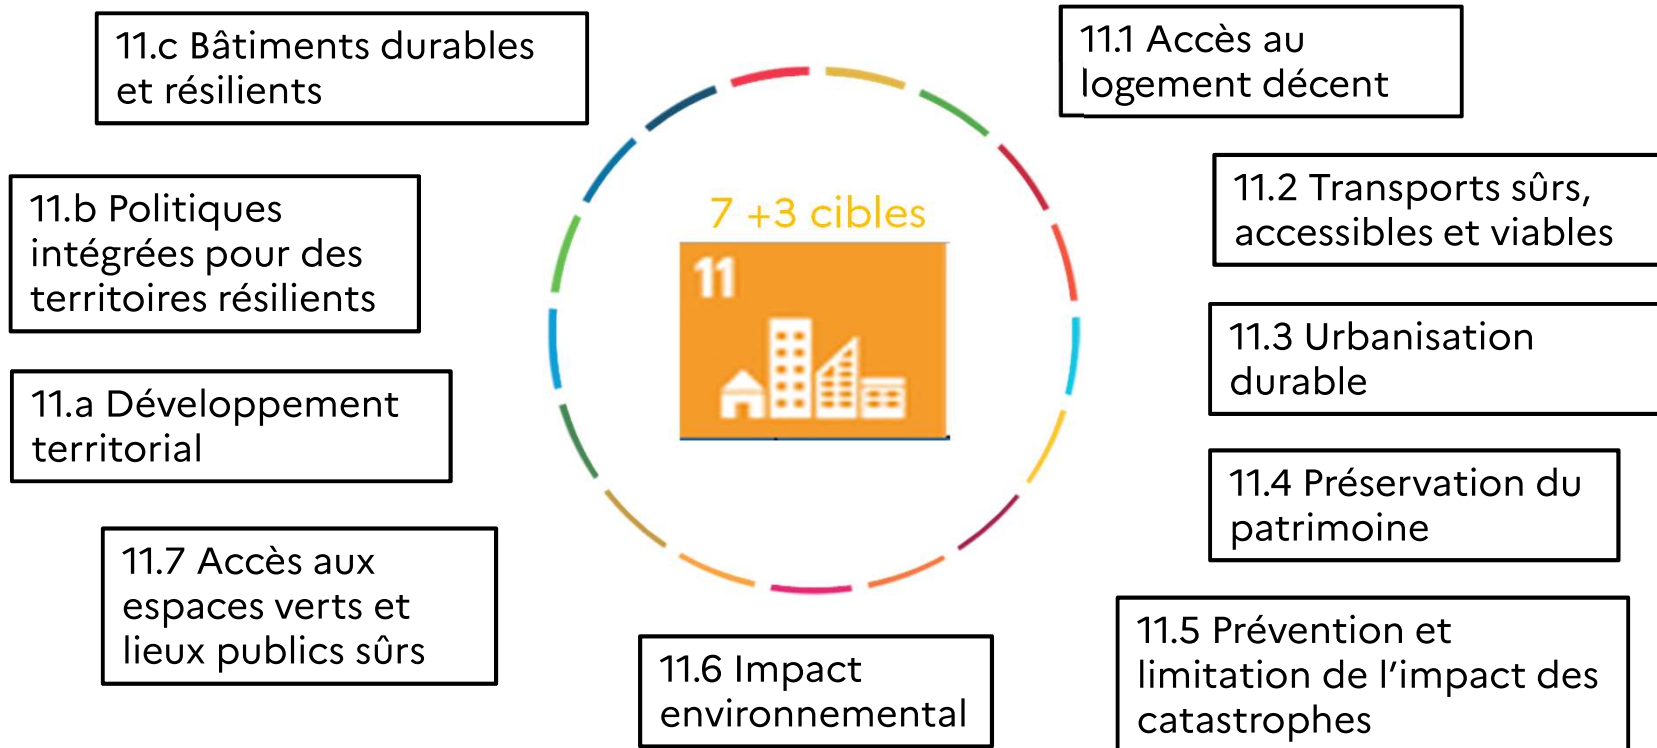 11.c Bâtiments durables
et résilients
11.1 Accès au
logement décent
11.b Politiques
intégrées pour des
territoires résilients
7 +3 cibles
11
11.2 Transports sûrs,
accessibles et viables
11.3 Urbanisation
durable
11.a Développement
territorial
11.4 Préservation du
patrimoine
11.7 Accès aux
espaces verts et
lieux publics sûrs
11.6 Impact
environnemental
11.5 Prévention et
limitation de l’impact des
catastrophes